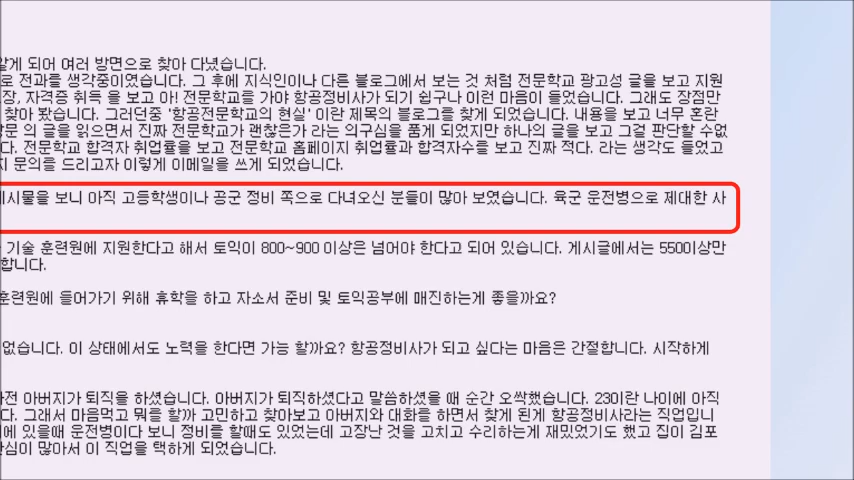 알게 되어 여러 방면으로 찾아 다녔습니다.
로 전과를 생각중이였습니다. 그 후에 지식인이나 다른 블로그에서 보는 것 처럼 전문학교 광고성 글을 보고 지원
장, 자격증 취득 을 보고 아! 전문학교를 가야 항공정비사가 되기 쉽구나 이런 마음이 들었습니다. 그래도 장점만
찾아 봤습니다. 그러던중 '항공전문학교의 현실' 이란 제목의 블로그를 찾게 되었습니다. 내용을 보고 너무 혼란
방문 의 글을 읽으면서 진짜 전문학교가 괜찮은가 라는 의구심을 품게 되었지만 하나의 글을 보고 그걸 판단할 수없
다. 전문학교 합격자 취업률을 보고 전문학교 홈페이지 취업률과 합격자수를 보고 진짜 적다. 라는 생각도 들었고
지 문의를 드리고자 이렇게 이메일을 쓰게 되었습니다.
게시물을 보니 아직 고등학생이나 공군 정비 쪽으로 다녀오신 분들이 많아 보였습니다. 육군 운전병으로 제대한 사
기술 훈련원에 지원한다고 해서 토익이 800~900 이상은 넘어야 한다고 되어 있습니다. 게시글에서는 550이상만
합니다.
훈련원에 들어가기 위해 휴학을 하고 자소서 준비 및 토익공부에 매진하는게 좋을까요?
없습니다. 이 상태에서도 노력을 한다면 가능 할까요? 항공정비사가 되고 싶다는 마음은 간절합니다. 시작하게
전 아버지가 퇴직을 하셨습니다. 아버지가 퇴직하셨다고 말씀하셨을 때 순간 오싹했습니다. 23이란 나이에 아직
다. 그래서 마음먹고 뭐를 할까 고민하고 찾아보고 아버지와 대화를 하면서 찾게 된게 항공정비사라는 직업입니
에 있을때 운전병이다 보니 정비를 할때도 있었는데 고장난 것을 고치고 수리하는게 재밌었기도 했고 집이 김포
관심이 많아서 이 직업을 택하게 되었습니다.